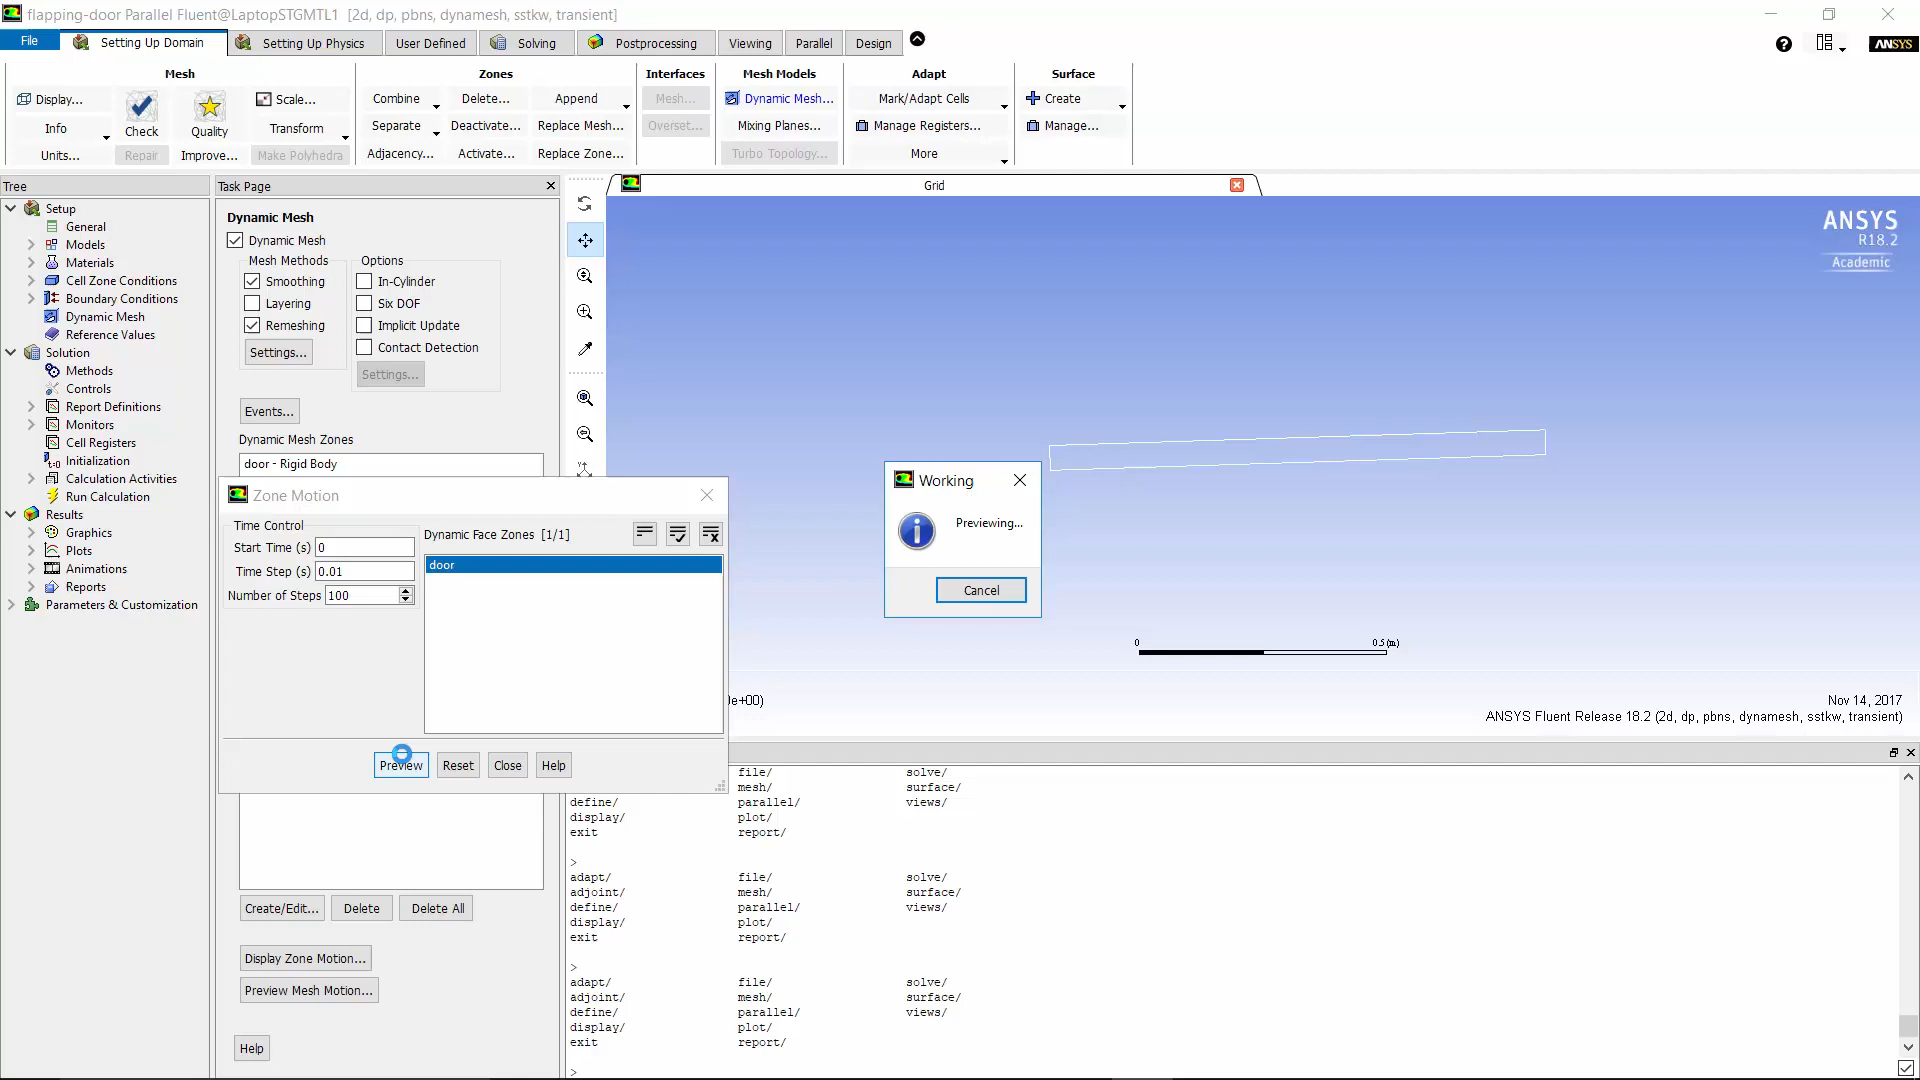 flapping-door Parallel Fluent@LaptopSTGMTL1 [2d, dp, pbns, dynamesh, sstkw, transient]
File Setting Up Domain Setting Up Physics User Defined Solving Postprocessing Viewing Parallel Design ANSYS
Mesh Zones Interfaces Mesh Models Adapt Surface
Display... Check Quality Scale... Combine Delete... Append Mesh... Dynamic Mesh... Mark/Adapt Cells Create
Info Transform Separate Deactivate... Replace Mesh... Overset... Mixing Planes... Manage Registers... Manage...
Units... Repair Improve... Make Polyhedra Adjacency... Activate... Replace Zone... Turbo Topology... More
Tree
Setup
General
Models
Materials
Cell Zone Conditions
Boundary Conditions
Dynamic Mesh
Reference Values
Solution
Methods
Controls
Report Definitions
Monitors
Cell Registers
Initialization
Calculation Activities
Run Calculation
Results
Graphics
Plots
Animations
Reports
Parameters & Customization
Task Page
Dynamic Mesh
Dynamic Mesh
Mesh Methods
Smoothing
Layering
Remeshing
Settings...
Options
In-Cylinder
Six DOF
Implicit Update
Contact Detection
Settings...
Events...
Dynamic Mesh Zones
door - Rigid Body
Zone Motion
Time Control
Start Time (s) 0
Time Step (s) 0.01
Number of Steps 100
Dynamic Face Zones [1/1]
door
Preview Reset Close Help
Create/Edit... Delete Delete All
Display Zone Motion...
Preview Mesh Motion...
Help
Grid
ANSYS
R18.2
Academic
Working
Previewing...
Cancel
0 0.5 (m)
e+00)
Nov 14, 2017
ANSYS Fluent Release 18.2 (2d, dp, pbns, dynamesh, sstkw, transient)
file/ solve/
mesh/ surface/
define/ parallel/ views/
display/ plot/
exit report/
>
adapt/ file/ solve/
adjoint/ mesh/ surface/
define/ parallel/ views/
display/ plot/
exit report/
>
adapt/ file/ solve/
adjoint/ mesh/ surface/
define/ parallel/ views/
display/ plot/
exit report/
>